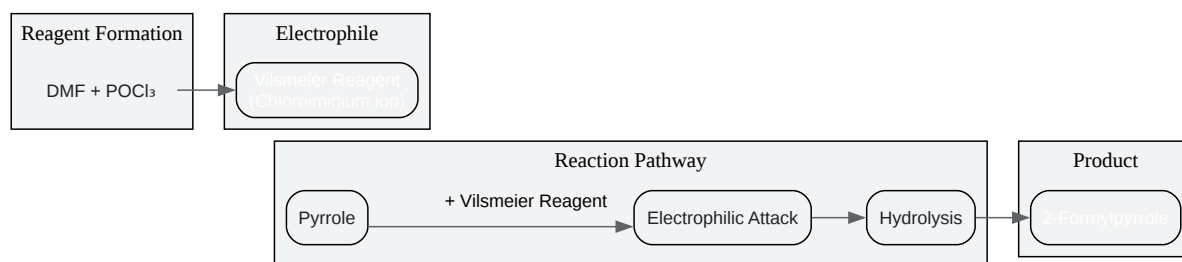 Reagent Formation
Electrophile
DMF + POCl₃
Vilsmeier Reagent
(Chloroiminium ion)
Reaction Pathway
Product
Pyrrole
+ Vilsmeier Reagent
Electrophilic Attack
Hydrolysis
2-Formylpyrrole